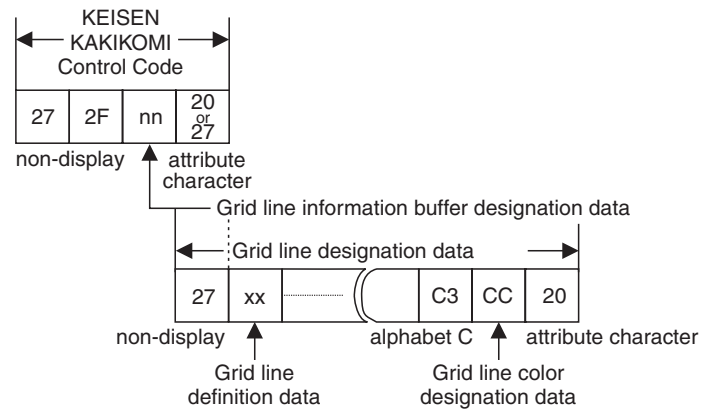 KEISEN
KAKIKOMI
Control Code
27 2F nn 20 or 27
non-display attribute
character
Grid line information buffer designation data
Grid line designation data
27 xx C3 CC 20
non-display alphabet C attribute character
Grid line
definition data
Grid line color
designation data